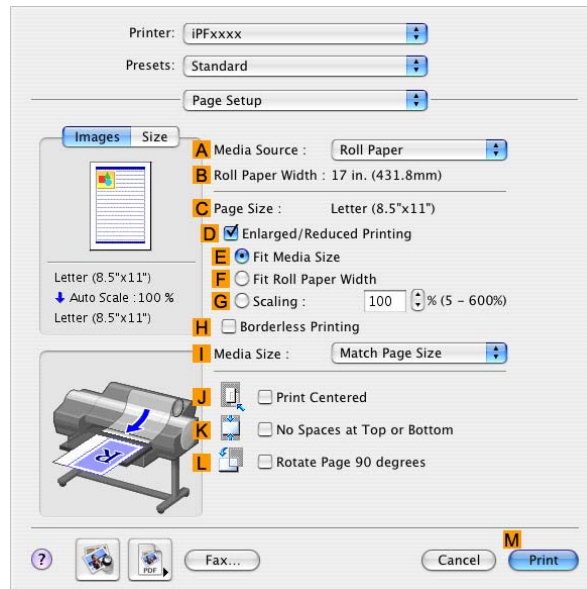 Printer: iPFxxxx
Presets: Standard
Page Setup
Images Size
A Media Source : Roll Paper
B Roll Paper Width : 17 in. (431.8mm)
C Page Size : Letter (8.5"x11")
D Enlarged/Reduced Printing
E Fit Media Size
F Fit Roll Paper Width
G Scaling : 100 % (5 – 600%)
Letter (8.5"x11")
Auto Scale :100 %
Letter (8.5"x11")
H Borderless Printing
I Media Size : Match Page Size
J Print Centered
K No Spaces at Top or Bottom
L Rotate Page 90 degrees
R
M
? PDF Fax... Cancel Print